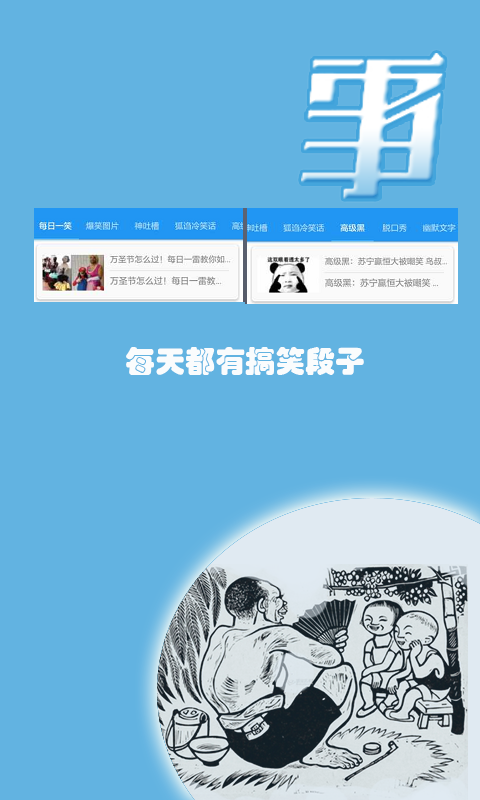 事
每日一笑 爆笑图片 神吐槽 狐诌冷笑话 高级
万圣节怎么过！每日一雷教你如...
万圣节怎么过！每日一雷教...
神吐槽 狐诌冷笑话 高级黑 脱口秀 幽默文字
这双眼看透太多了
高级黑：苏宁赢恒大被嘲笑 鸟叔...
高级黑：苏宁赢恒大被嘲笑 ...
每天都有搞笑段子